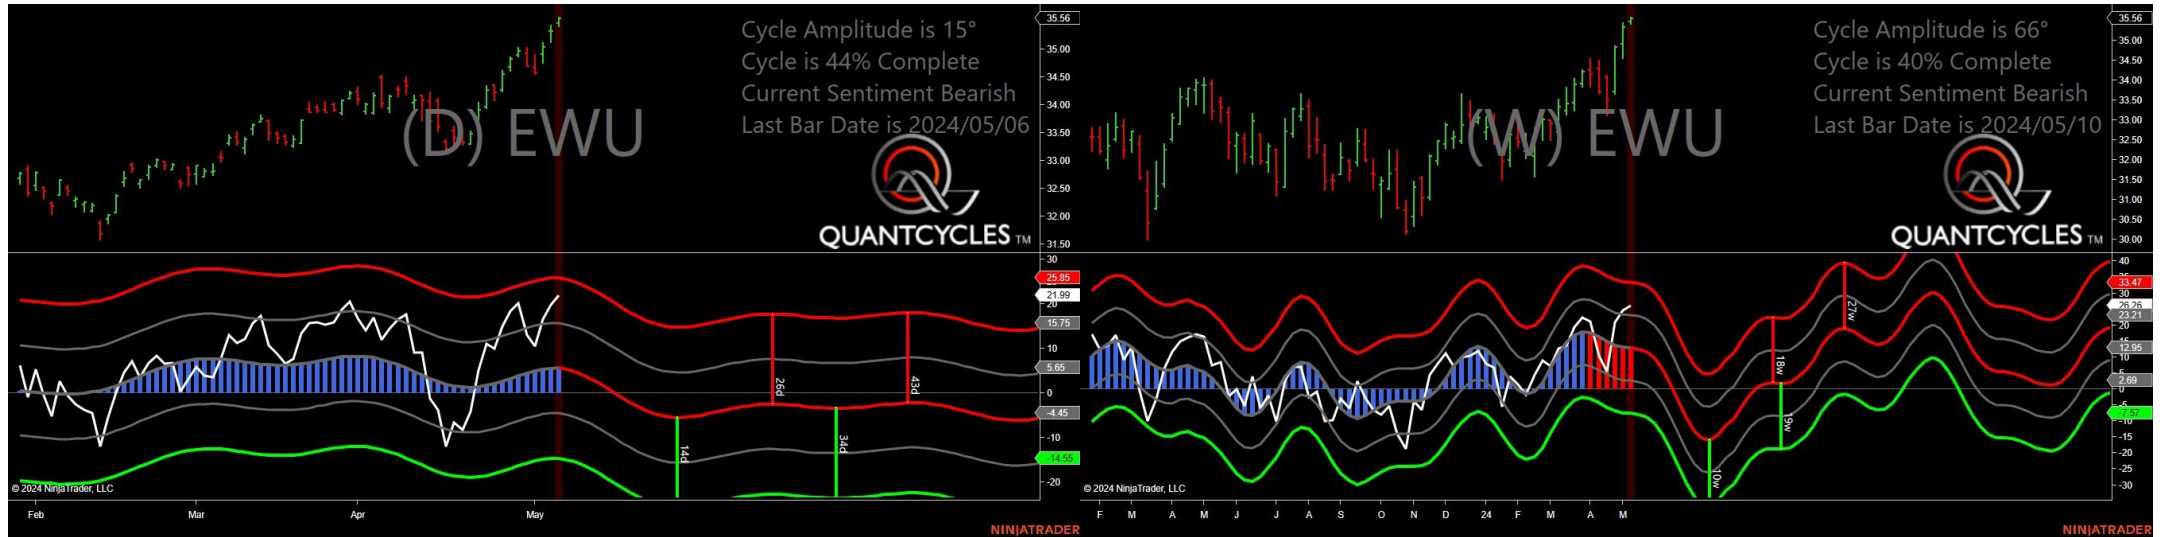 Cycle Amplitude is 15°
Cycle is 44% Complete
Current Sentiment Bearish
Last Bar Date is 2024/05/06
(D) EWU
QUANTCYCLES TM
35.56
35.00
34.50
34.00
33.50
33.00
32.50
32.00
31.50
30
25.85
21.99
20
15.75
10
5.65
0
-4.45
-10
-14.55
-20
14d
26d
34d
43d
© 2024 NinjaTrader, LLC
Feb
Mar
Apr
May
NINJATRADER
Cycle Amplitude is 66°
Cycle is 40% Complete
Current Sentiment Bearish
Last Bar Date is 2024/05/10
(W) EWU
QUANTCYCLES TM
35.56
35.00
34.50
34.00
33.50
33.00
32.50
32.00
31.50
31.00
30.50
30.00
40
35
33.47
30
26.26
23.21
20
15
12.95
10
5
2.69
-5
-7.57
-10
-15
-20
-25
-30
10w
18w
19w
27w
© 2024 NinjaTrader, LLC
F M A M J J A S O N D 24 F M A M
NINJATRADER